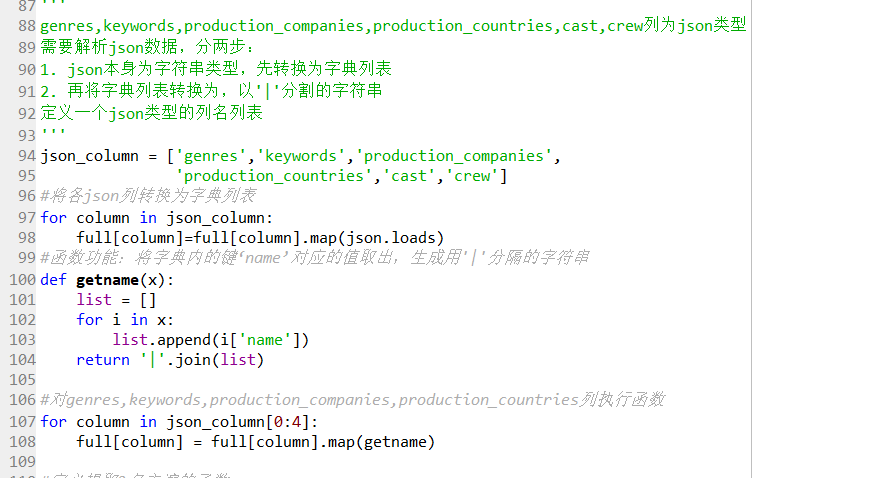 87 '''
88 genres,keywords,production_companies,production_countries,cast,crew列为json类型
89 需要解析json数据，分两步：
90 1. json本身为字符串类型，先转换为字典列表
91 2. 再将字典列表转换为，以'|'分割的字符串
92 定义一个json类型的列名列表
93 '''
94 json_column = ['genres','keywords','production_companies',
95 'production_countries','cast','crew']
96 #将各json列转换为字典列表
97 for column in json_column:
98 full[column]=full[column].map(json.loads)
99 #函数功能：将字典内的键‘name’对应的值取出，生成用'|'分隔的字符串
100 def getname(x):
101 list = []
102 for i in x:
103 list.append(i['name'])
104 return '|'.join(list)
105
106 #对genres,keywords,production_companies,production_countries列执行函数
107 for column in json_column[0:4]:
108 full[column] = full[column].map(getname)
109